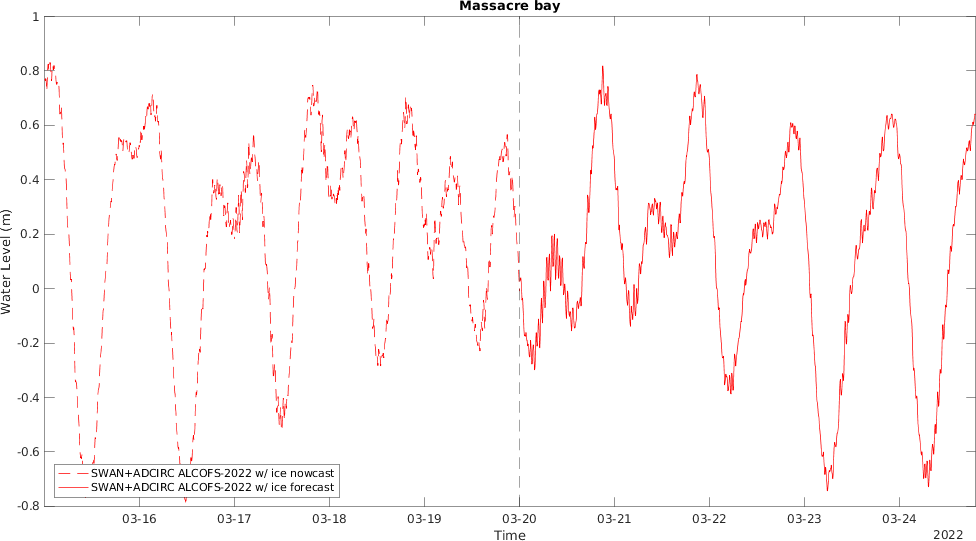 Massacre bay
1
0.8
0.6
0.4
0.2
0
-0.2
-0.4
-0.6
-0.8
Water Level (m)
SWAN+ADCIRC ALCOFS-2022 w/ ice nowcast
SWAN+ADCIRC ALCOFS-2022 w/ ice forecast
03-16 03-17 03-18 03-19 03-20 03-21 03-22 03-23 03-24
Time
2022